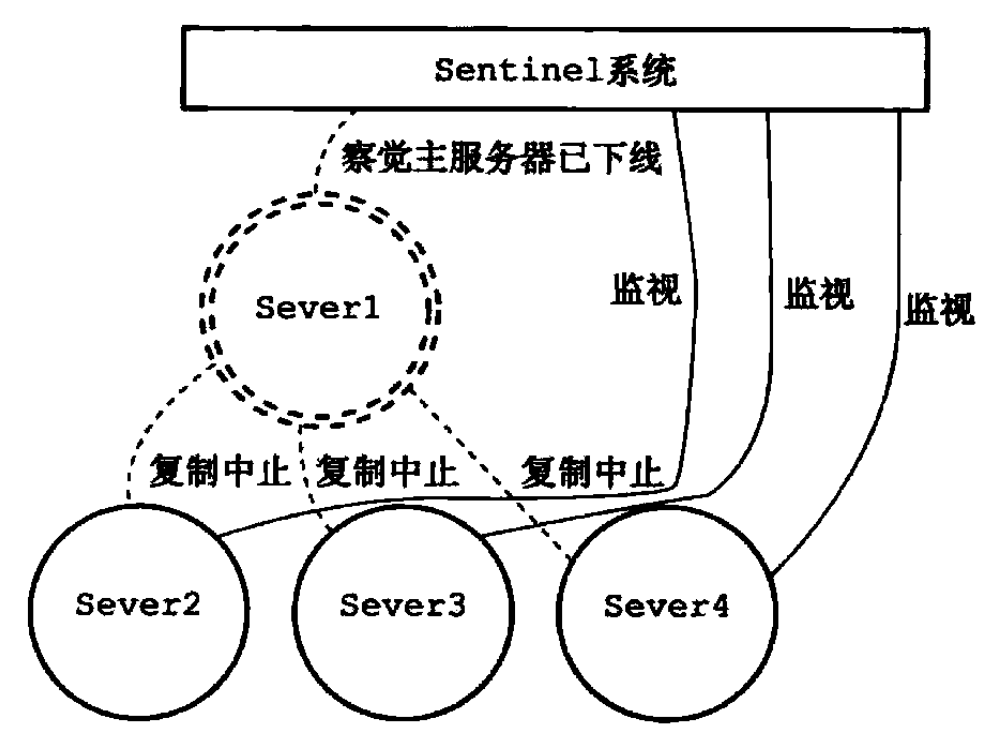 Sentinel系统
察觉主服务器已下线
Sever1
监视
监视
监视
复制中止
复制中止
复制中止
Sever2
Sever3
Sever4